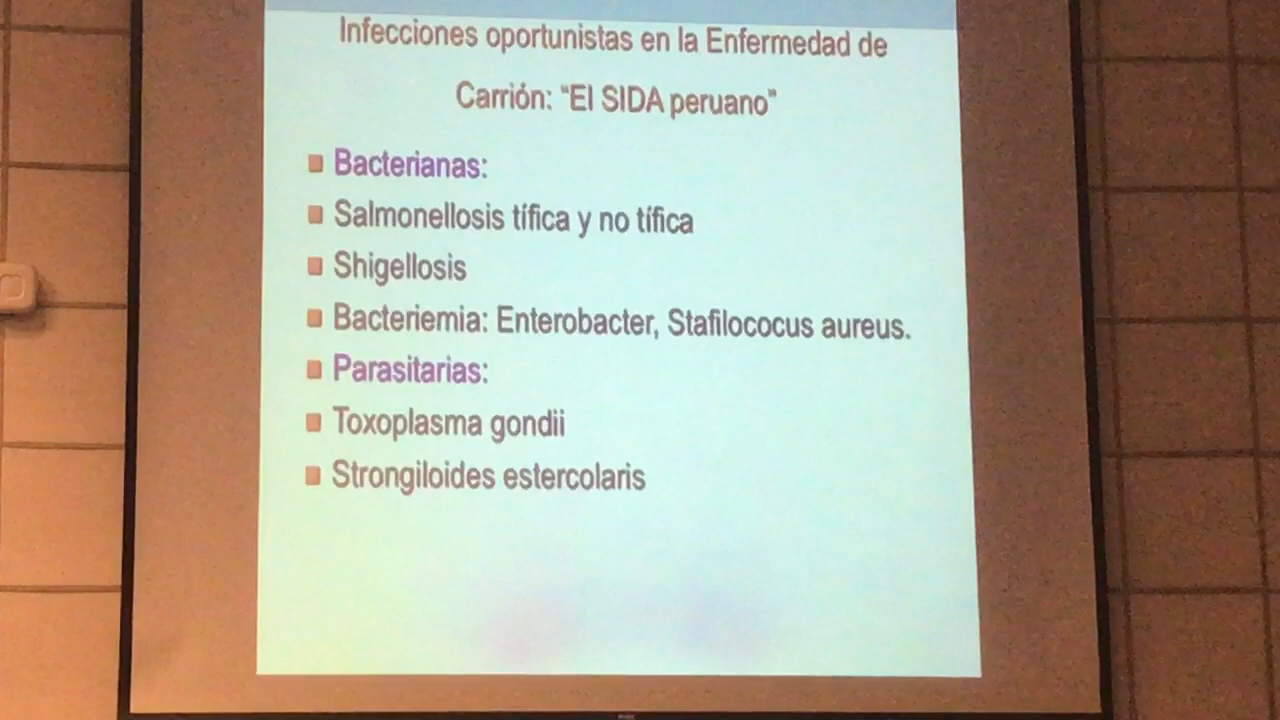 Infecciones oportunistas en la Enfermedad de
Carrión: “El SIDA peruano”
Bacterianas:
Salmonellosis tífica y no tífica
Shigellosis
Bacteriemia: Enterobacter, Stafilococus aureus.
Parasitarias:
Toxoplasma gondii
Strongiloides estercolaris